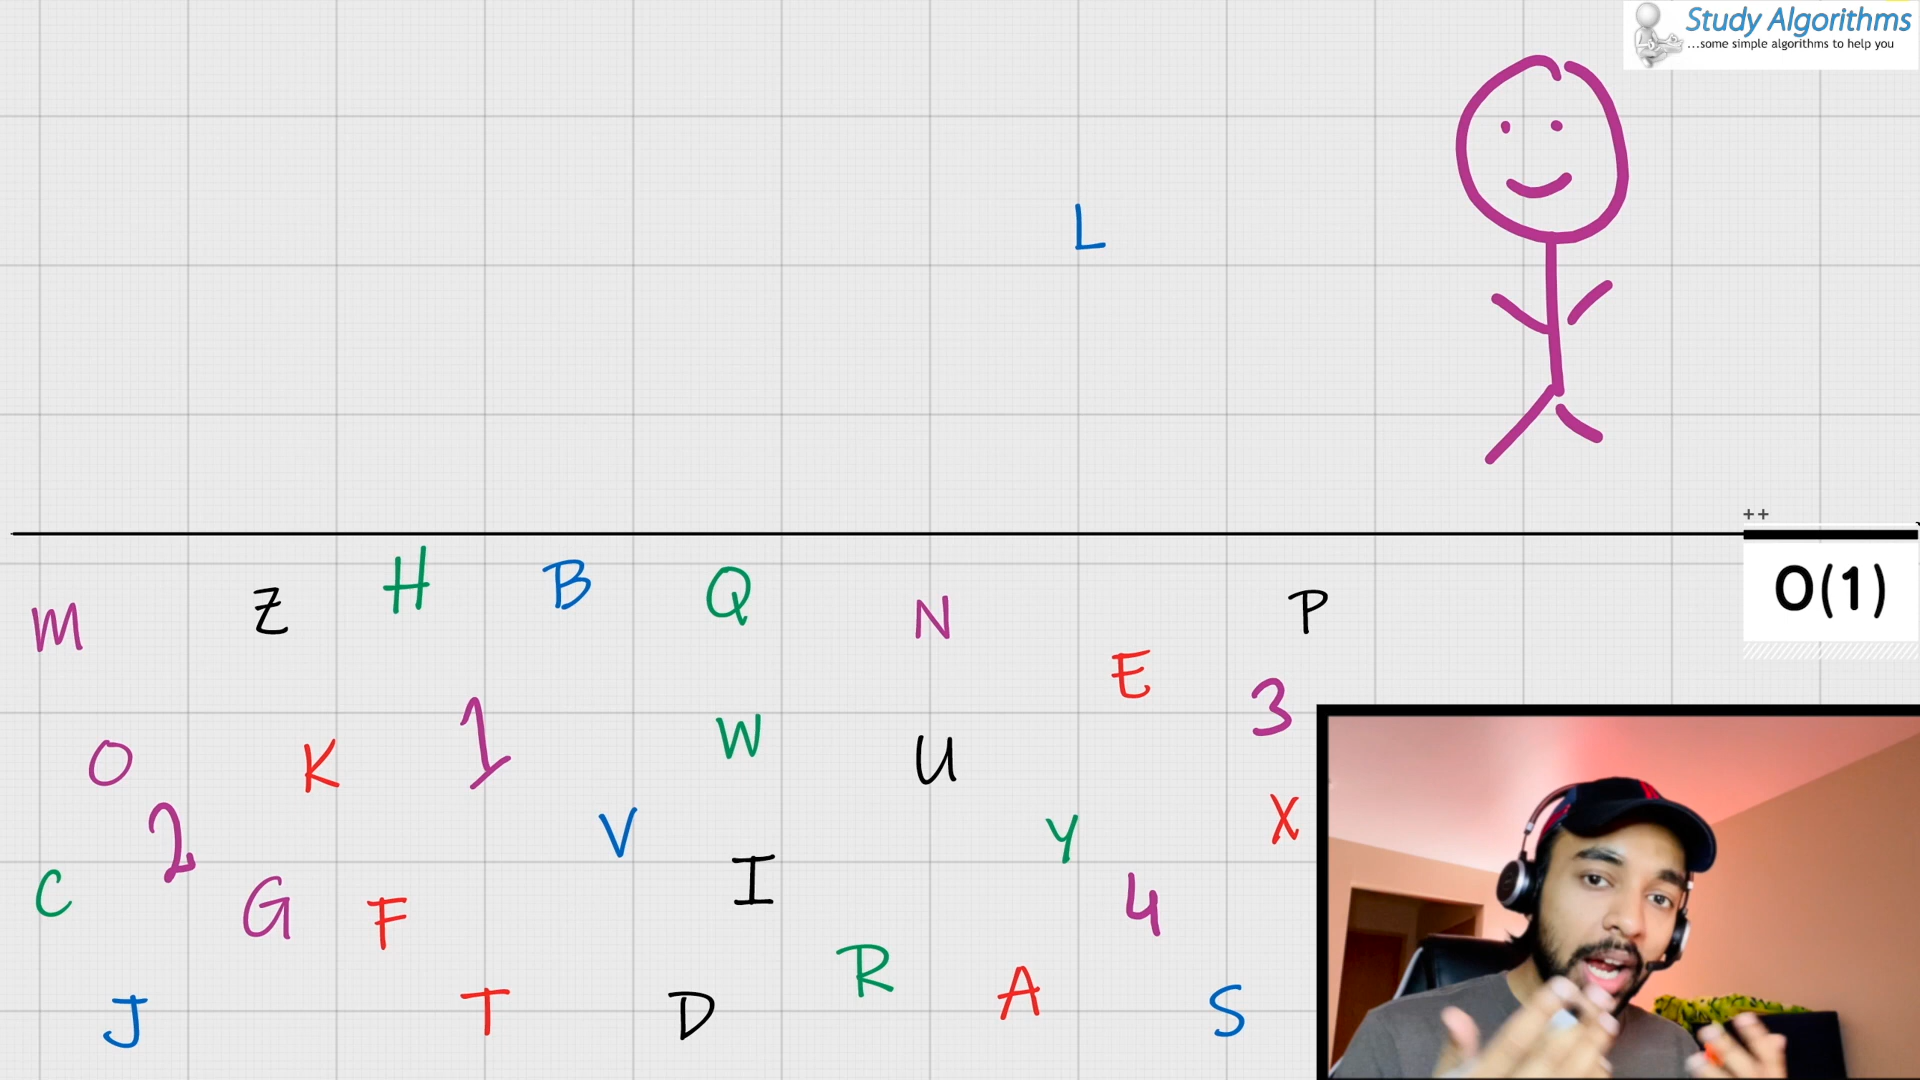 Study Algorithms
...some simple algorithms to help you
L
++
O(1)
M Z H B Q N P
E
3
O K 1 W U
2 V Y X
C G F I 4
R
J T D A S